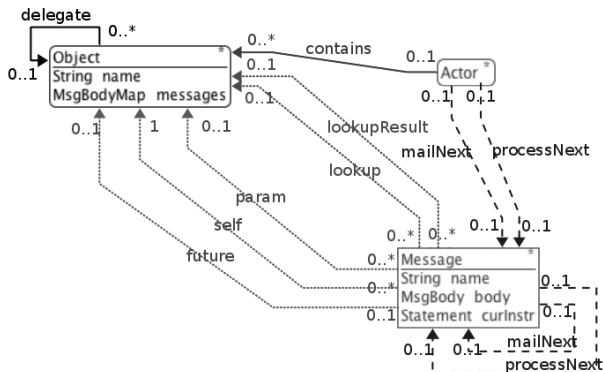 delegate
0..*
0..1
Object *
String name
MsgBodyMap messages
0..*
contains
0..1
Actor *
0..1
0..1
0..1
0..1
0..1
1
0..1
lookupResult
lookup
mailNext
processNext
param
self
future
0..1
0..1
0..*
0..*
0..*
Message *
String name
MsgBody body
Statement curInstr
0..*
0..1
0..1
0..1
0..1
0..1
mailNext
processNext